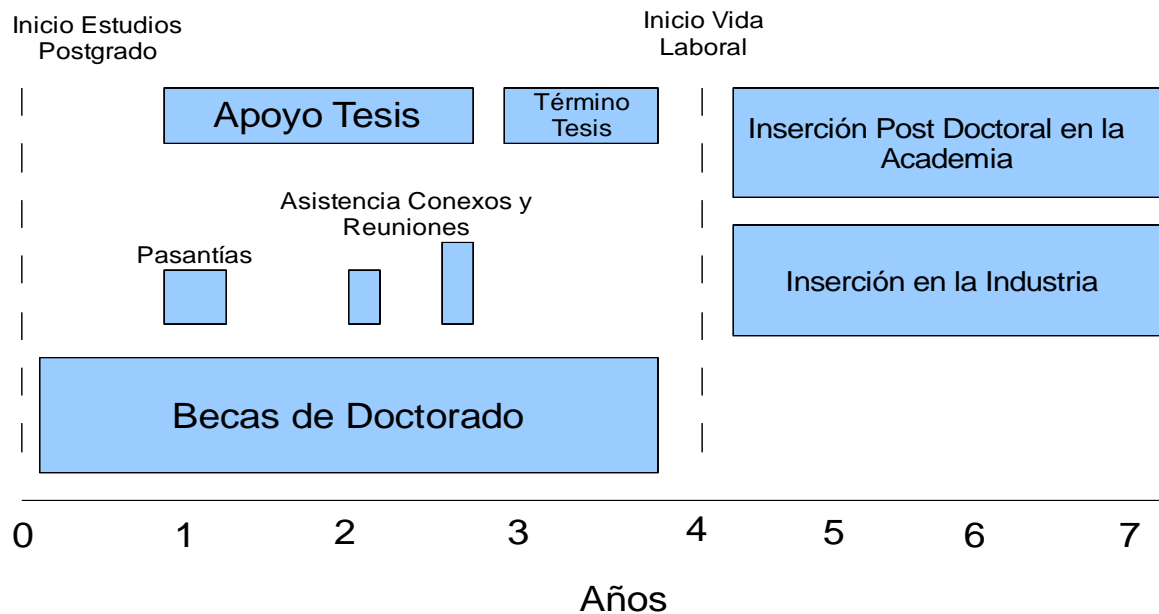 Inicio Estudios
Postgrado
Inicio Vida
Laboral
Apoyo Tesis
Término
Tesis
Inserción Post Doctoral en la
Academia
Asistencia Conexos y
Reuniones
Pasantías
Inserción en la Industria
Becas de Doctorado
0 1 2 3 4 5 6 7
Años